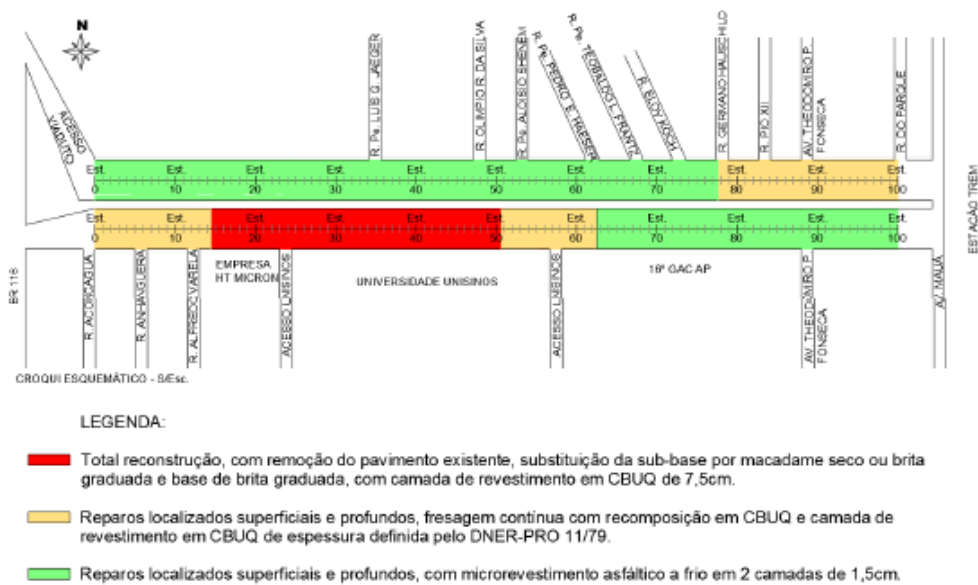 N
ACESSO
VIADUTO
R. Pe. LUIS G. JAEGER
R. OLIMPIO R. DA SILVA
R. Pe. ALOISIO BHENEM
R. Pe. PEDRO B. HAESER
R. Pe. TEOBALDO L. FRANTZ
R. ELOY KOCH
R. GERMANO HAUSCHILD
R. PIO XII
AV. THEODOMIRO P.
FONSECA
R. DO PARQUE
Est. Est. Est. Est. Est. Est. Est. Est. Est. Est. Est.
0 10 20 30 40 50 60 70 80 90 100
Est. Est. Est. Est. Est. Est. Est. Est. Est. Est. Est.
0 10 20 30 40 50 60 70 80 90 100
ESTAÇÃO TREM
BR 116
R. ACONCAGUA
R. ANHANGUERA
R. ALFREDO VARELA
EMPRESA
HT MICRON
ACESSO UNISINOS
UNIVERSIDADE UNISINOS
ACESSO UNISINOS
16º GAC AP
AV. THEODOMIRO P.
FONSECA
AV. MAUÁ
CROQUI ESQUEMÁTICO - S/Esc.
LEGENDA:
Total reconstrução, com remoção do pavimento existente, substituição da sub-base por macadame seco ou brita
graduada e base de brita graduada, com camada de revestimento em CBUQ de 7,5cm.
Reparos localizados superficiais e profundos, fresagem contínua com recomposição em CBUQ e camada de
revestimento em CBUQ de espessura definida pelo DNER-PRO 11/79.
Reparos localizados superficiais e profundos, com microrevestimento asfáltico a frio em 2 camadas de 1,5cm.